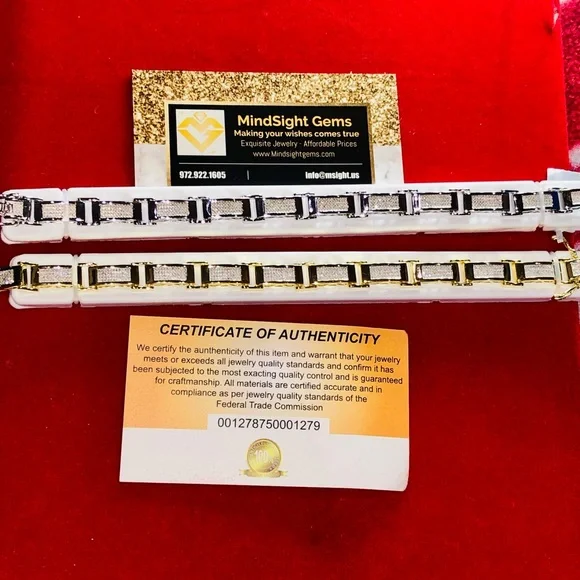 MindSight Gems
Making your wishes comes true
Exquisite Jewelry · Affordable Prices
www.Mindsightgems.com
972.922.1605
info@msight.us
CERTIFICATE OF AUTHENTICITY
We certify the aunthenticity of this item and warrant that your jewelry
meets or exceeds all jewelry quality standards and confirm it has
been subjected to the most exacting quality control and is guaranteed
for craftmanship. All materials are certified accurate and in
compliance as per jewelry quality standards of the
Federal Trade Commission
001278750001279